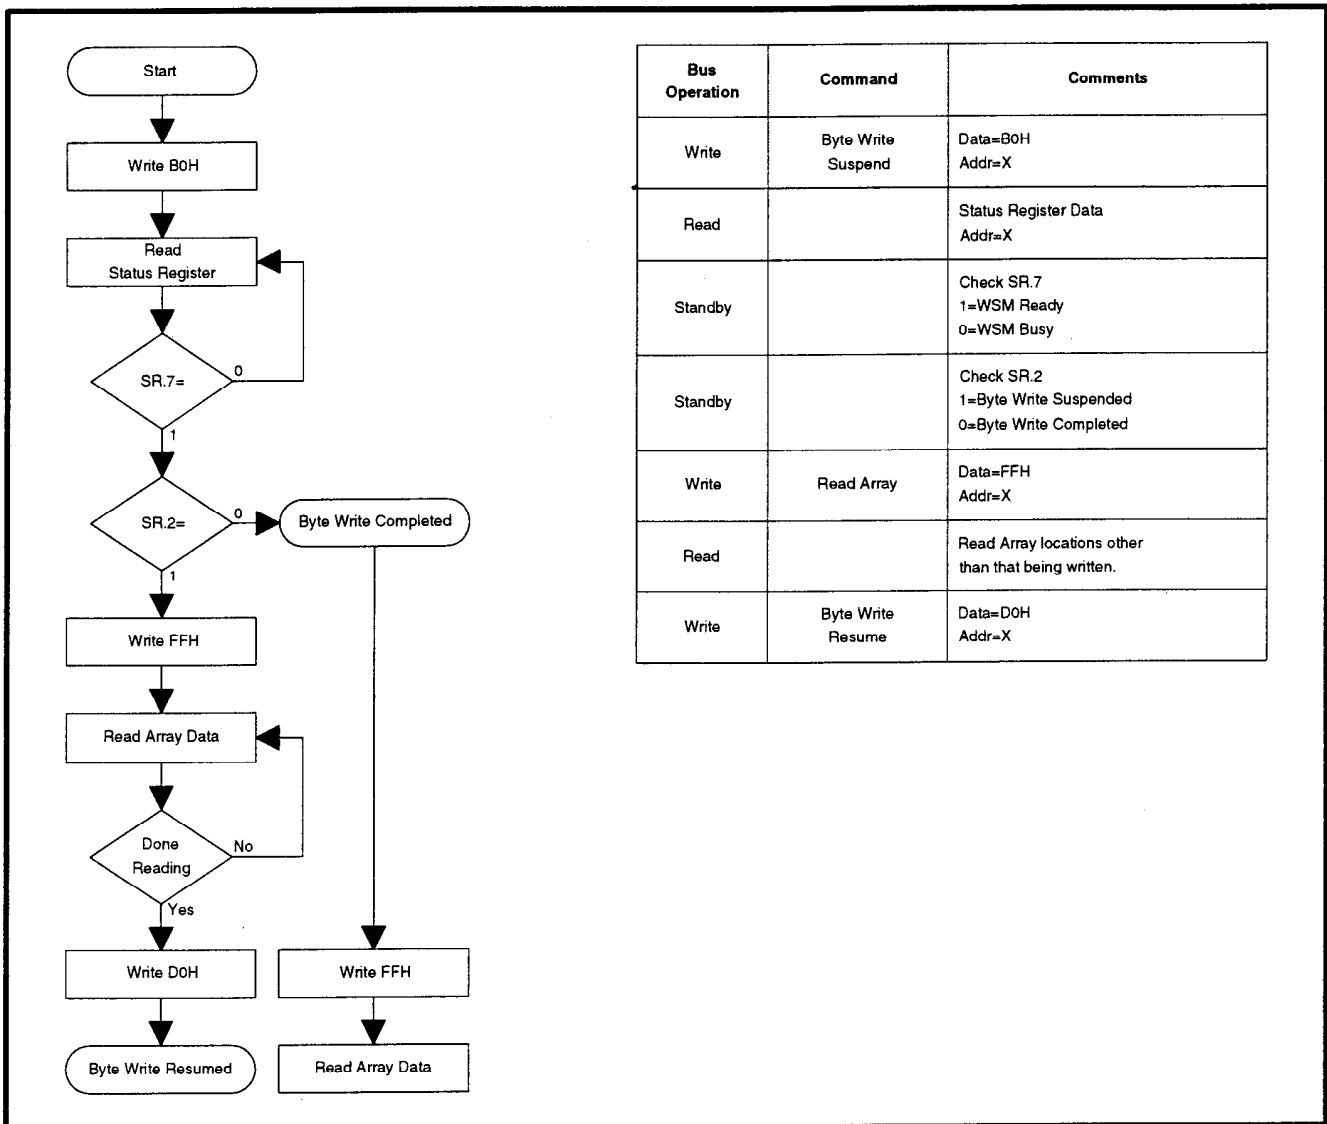 Start
Write B0H
Read
Status Register
SR.7=
0
1
SR.2=
0
Byte Write Completed
1
Write FFH
Read Array Data
Done
Reading
No
Yes
Write D0H
Write FFH
Byte Write Resumed
Read Array Data
Bus
Operation
Command
Comments
Write
Byte Write
Suspend
Data=B0H
Addr=X
Read
Status Register Data
Addr=X
Standby
Check SR.7
1=WSM Ready
0=WSM Busy
Standby
Check SR.2
1=Byte Write Suspended
0=Byte Write Completed
Write
Read Array
Data=FFH
Addr=X
Read
Read Array locations other
than that being written.
Write
Byte Write
Resume
Data=D0H
Addr=X